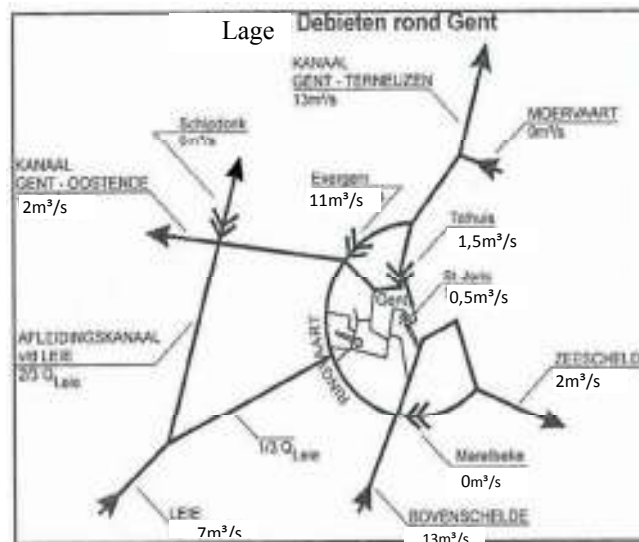 Lage Debieten rond Gent
KANAAL
GENT - TERNEUZEN
13m³/s
MOERVAART
0m³/s
Schipdonk
0m³/s
KANAAL
GENT - OOSTENDE
2m³/s
Evergem
11m³/s
Tolhuis
1,5m³/s
St-Joris
0,5m³/s
Gent
RINGVAART
AFLEIDINGSKANAAL
v/d LEIE
2/3 Q Leie
ZEESCHELDE
2m³/s
1/3 Q Leie
Merelbeke
0m³/s
LEIE
7m³/s
BOVENSCHELDE
13m³/s